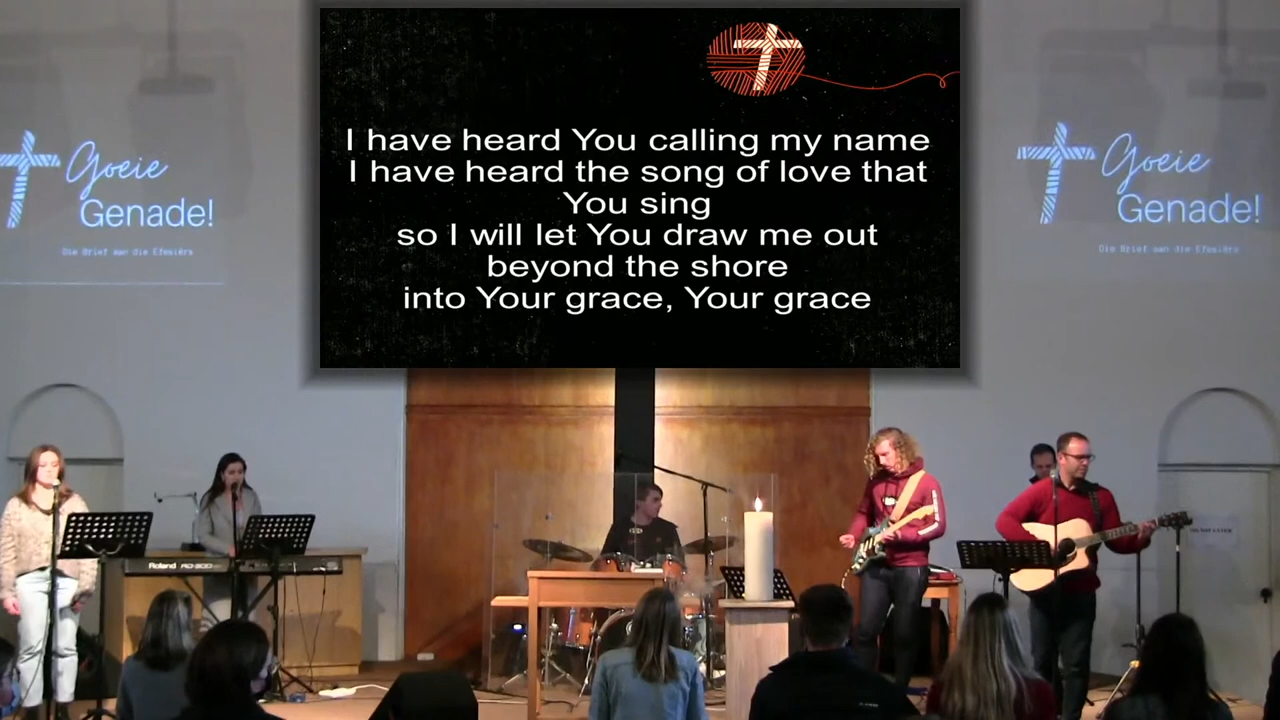 I have heard You calling my name
I have heard the song of love that
You sing
so I will let You draw me out
beyond the shore
into Your grace, Your grace
Goeie
Genade!
Die Brief aan die Efesiërs
Goeie
Genade!
Die Brief aan die Efesiërs
Roland